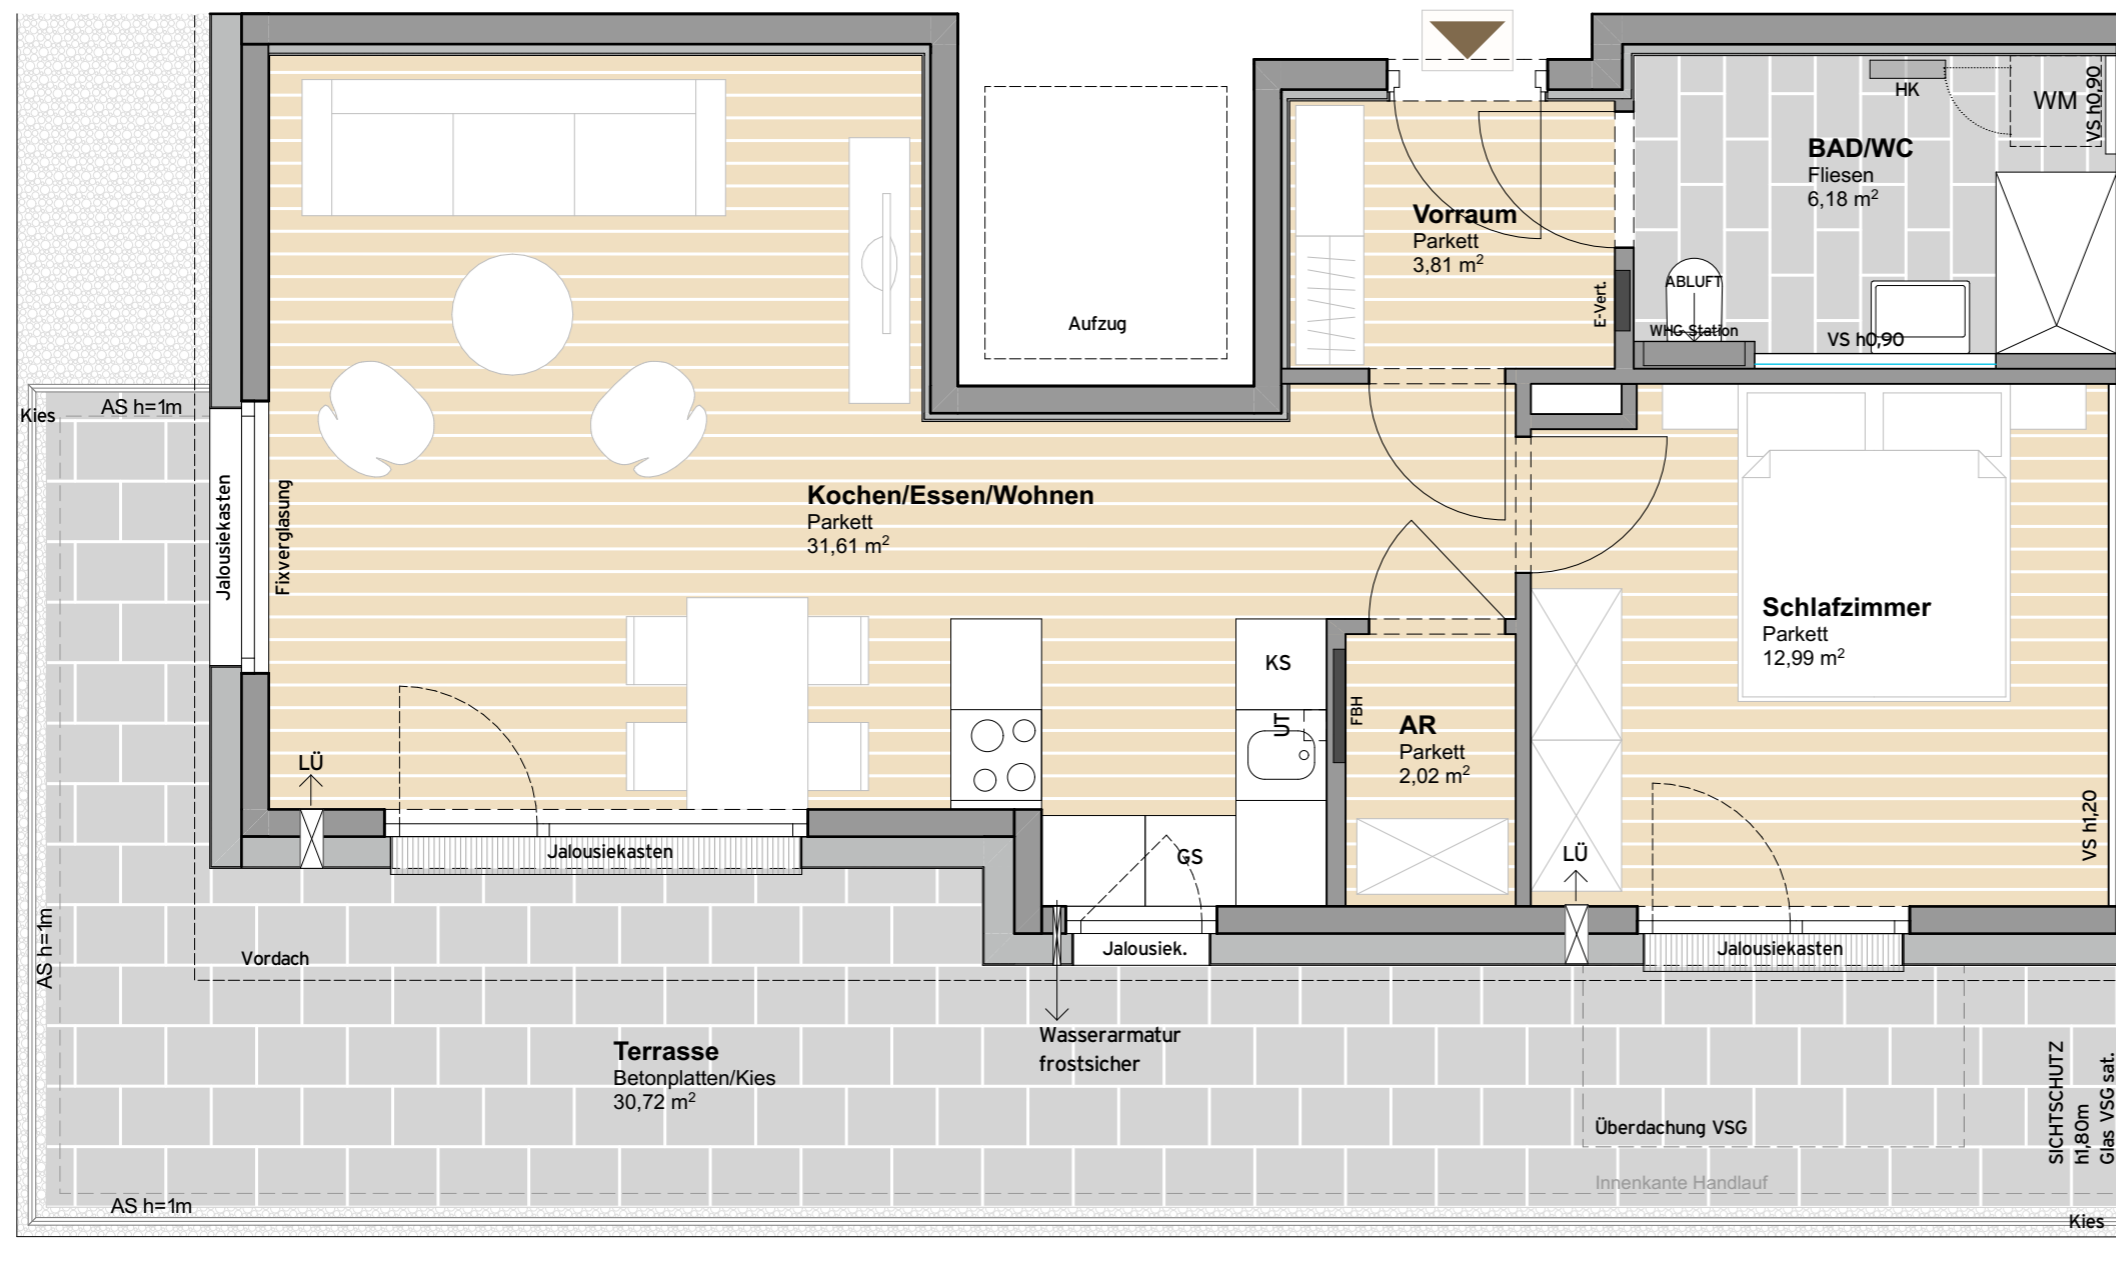 HK
WM
VS h0,90
BAD/WC
Fliesen
6,18 m²
Vorraum
Parkett
3,81 m²
ABLUFT
E-Vert.
WHG Station
VS h0,90
Aufzug
Kies
AS h=1m
Jalousiekasten
Fixverglasung
Kochen/Essen/Wohnen
Parkett
31,61 m²
Schlafzimmer
Parkett
12,99 m²
KS
UT
FBH
AR
Parkett
2,02 m²
LÜ
Jalousiekasten
GS
LÜ
VS h1,20
Jalousiek.
Jalousiekasten
AS h=1m
Vordach
Wasserarmatur
frostsicher
Terrasse
Betonplatten/Kies
30,72 m²
Überdachung VSG
SICHTSCHUTZ
h1,80m
Glas VSG sat.
Innenkante Handlauf
AS h=1m
Kies